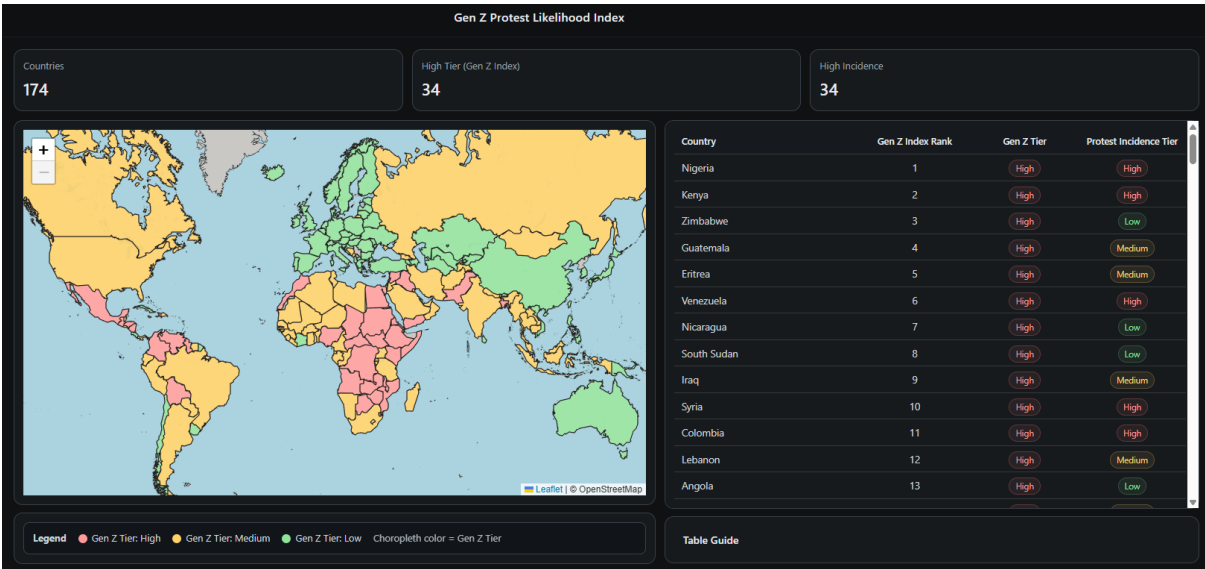 Gen Z Protest Likelihood Index
Countries
174
High Tier (Gen Z Index)
34
High Incidence
34
+
−
Leaflet | © OpenStreetMap
Legend Gen Z Tier: High Gen Z Tier: Medium Gen Z Tier: Low Choropleth color = Gen Z Tier
Country Gen Z Index Rank Gen Z Tier Protest Incidence Tier
Nigeria 1 High High
Kenya 2 High High
Zimbabwe 3 High Low
Guatemala 4 High Medium
Eritrea 5 High Medium
Venezuela 6 High High
Nicaragua 7 High Low
South Sudan 8 High Low
Iraq 9 High Medium
Syria 10 High High
Colombia 11 High High
Lebanon 12 High Medium
Angola 13 High Low
Table Guide